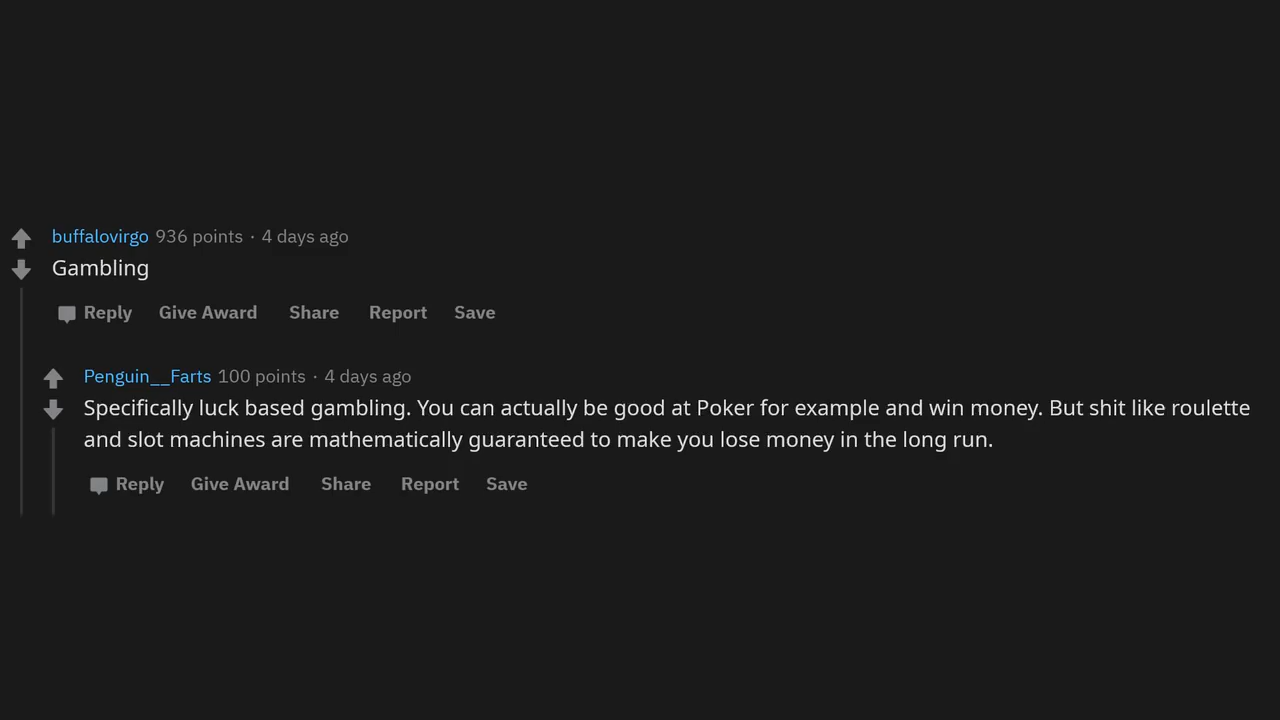 buffalovirgo 936 points · 4 days ago
Gambling
Reply Give Award Share Report Save
Penguin__Farts 100 points · 4 days ago
Specifically luck based gambling. You can actually be good at Poker for example and win money. But shit like roulette
and slot machines are mathematically guaranteed to make you lose money in the long run.
Reply Give Award Share Report Save